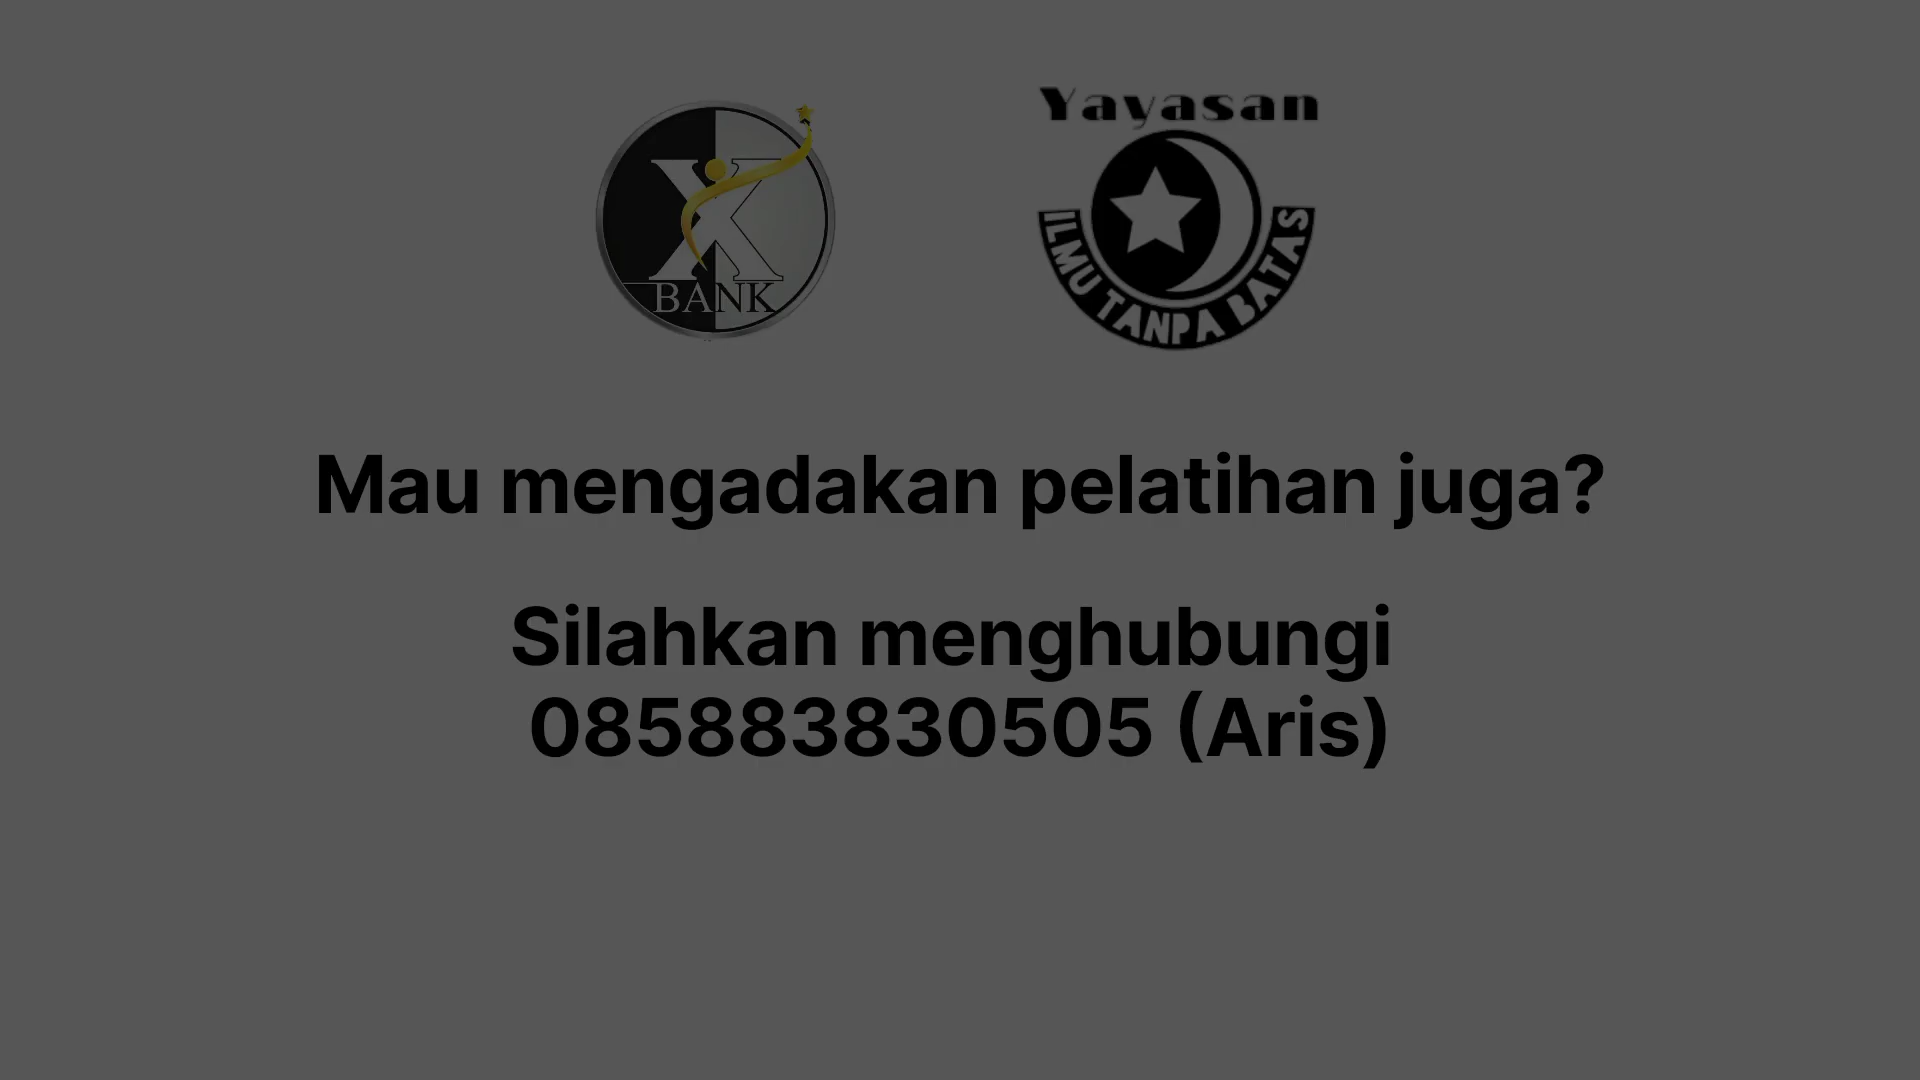 X
BANK
Yayasan
ILMU TANPA BATAS
Mau mengadakan pelatihan juga?
Silahkan menghubungi
085883830505 (Aris)